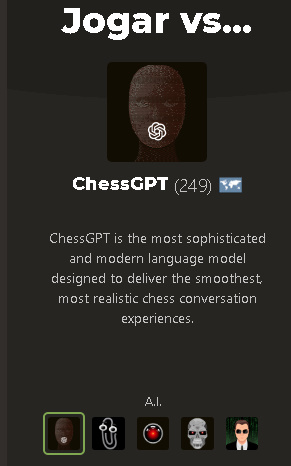 Jogar vs...
ChessGPT (249)
ChessGPT is the most sophisticated
and modern language model
designed to deliver the smoothest,
most realistic chess conversation
experiences.
A.I.